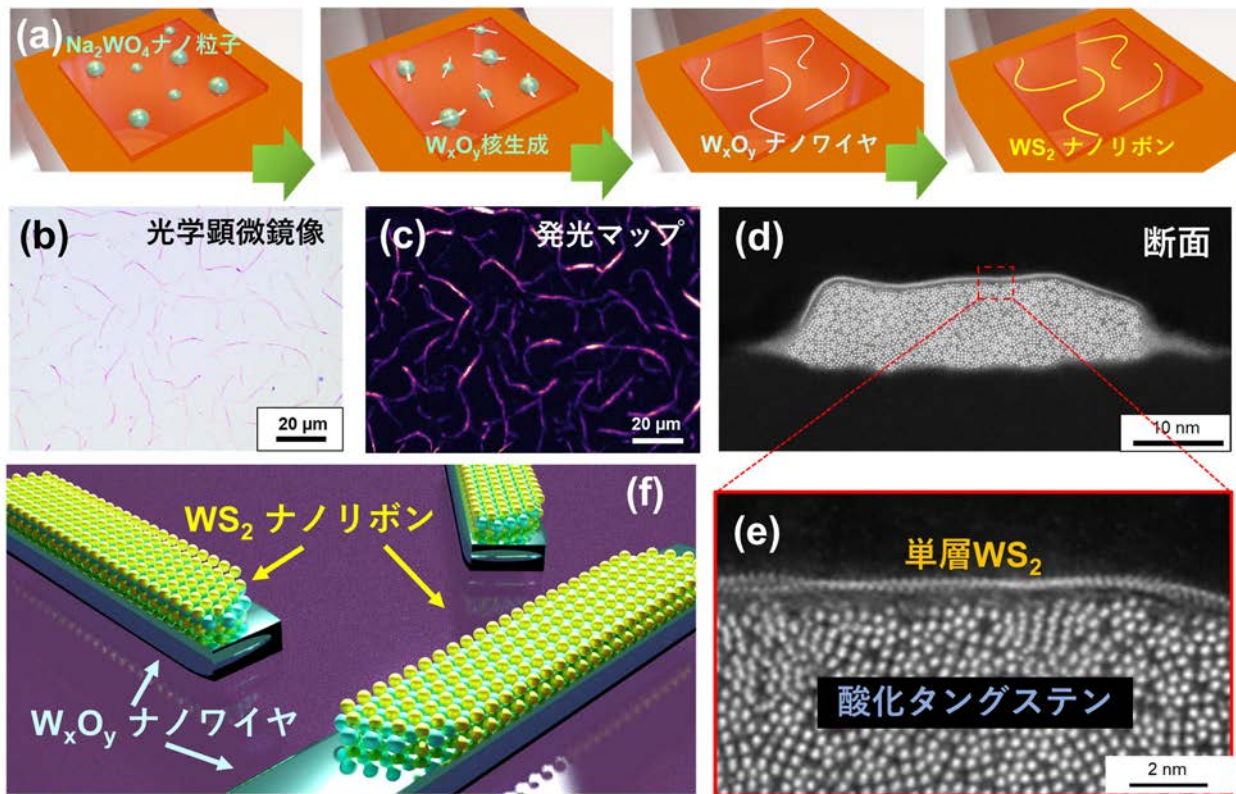 (a)
Na₂WO₄ナノ粒子
WₓOᵧ核生成
WₓOᵧ ナノワイヤ
WS₂ ナノリボン
(b)
光学顕微鏡像
20 μm
(c)
発光マップ
20 μm
(d)
断面
10 nm
(f)
WS₂ ナノリボン
WₓOᵧ ナノワイヤ
(e)
単層WS₂
酸化タングステン
2 nm